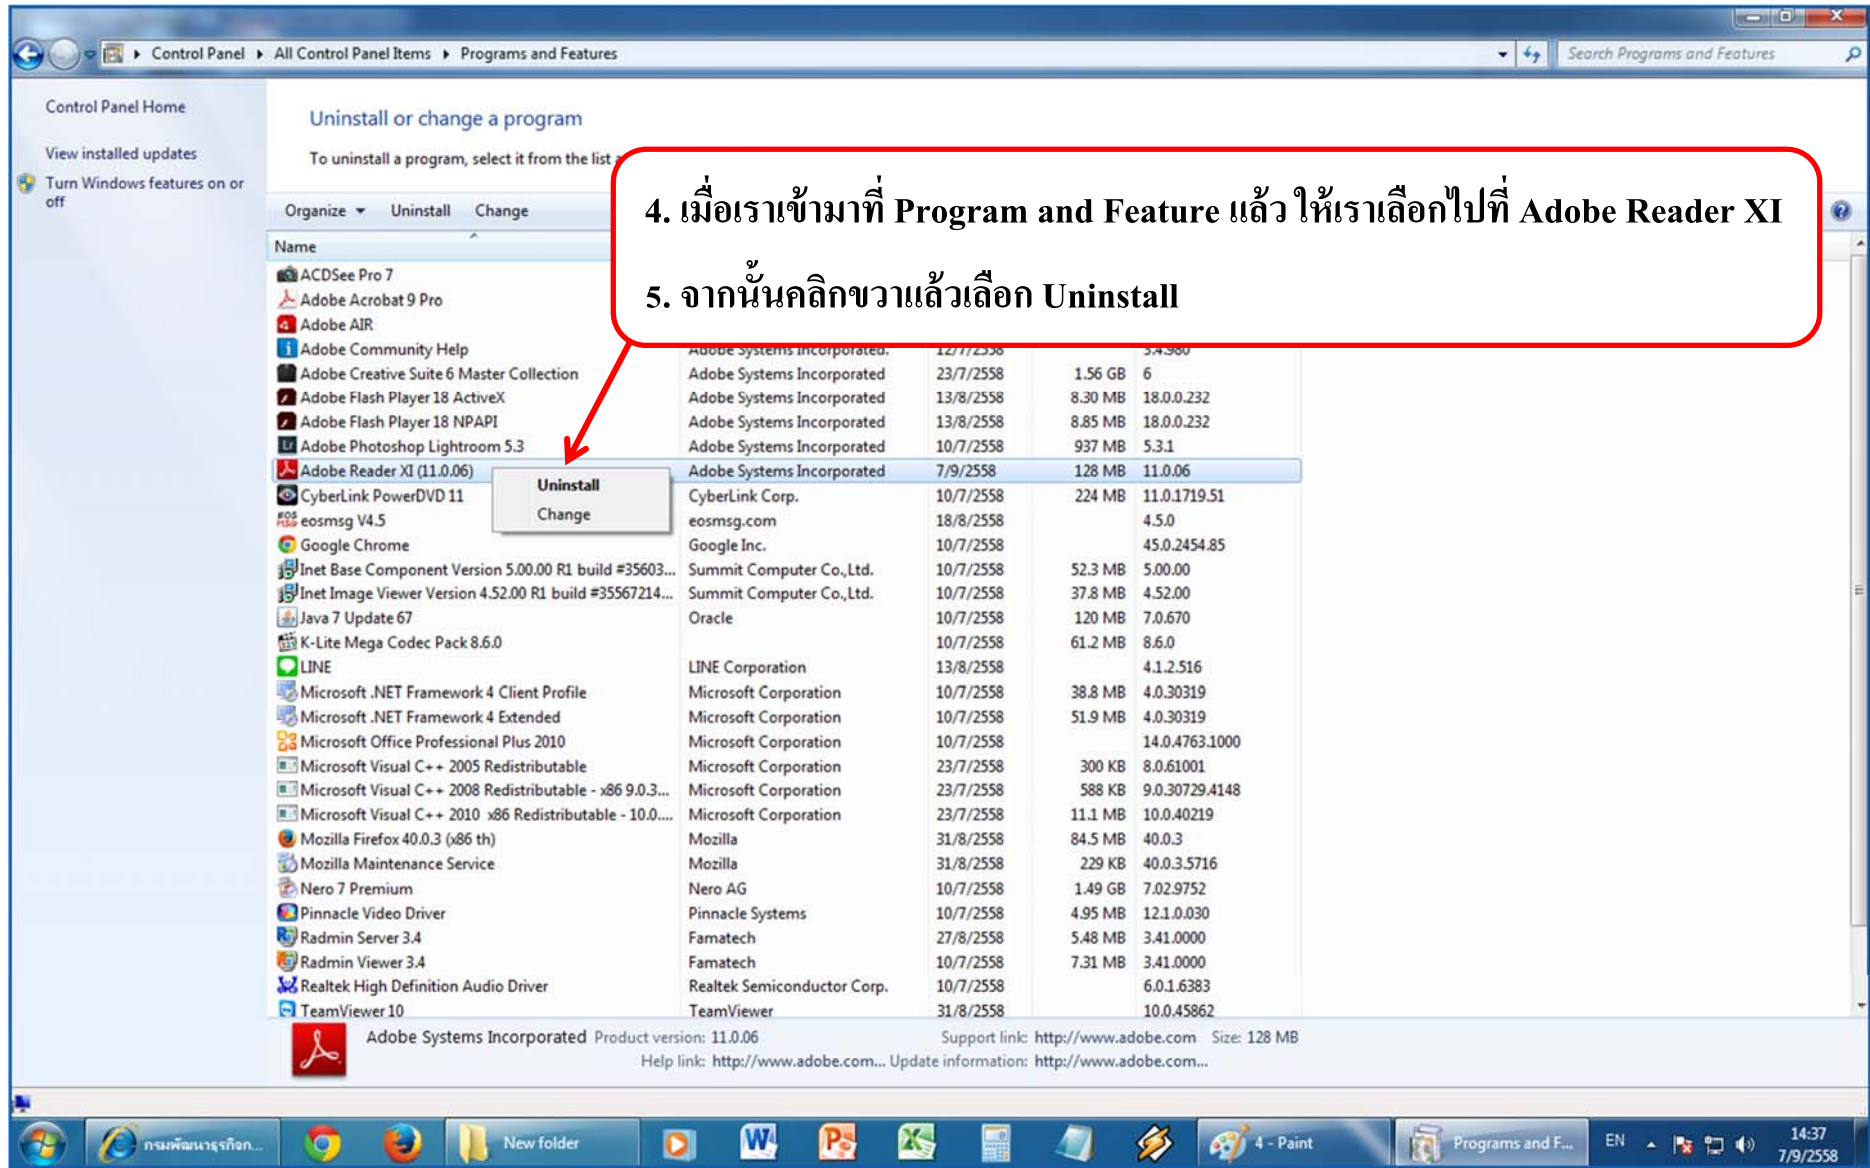 Control Panel ▸ All Control Panel Items ▸ Programs and Features
Search Programs and Features
Control Panel Home
View installed updates
Turn Windows features on or
off
Uninstall or change a program
To uninstall a program, select it from the list
4. เมื่อเราเข้ามาที่ Program and Feature แล้ว ให้เราเลือกไปที่ Adobe Reader XI
5. จากนั้นคลิกขวาแล้วเลือก Uninstall
Organize Uninstall Change
Name
ACDSee Pro 7
Adobe Acrobat 9 Pro
Adobe AIR
Adobe Community Help Adobe Systems Incorporated. 12/7/2558 3.4.980
Adobe Creative Suite 6 Master Collection Adobe Systems Incorporated 23/7/2558 1.56 GB 6
Adobe Flash Player 18 ActiveX Adobe Systems Incorporated 13/8/2558 8.30 MB 18.0.0.232
Adobe Flash Player 18 NPAPI Adobe Systems Incorporated 13/8/2558 8.85 MB 18.0.0.232
Adobe Photoshop Lightroom 5.3 Adobe Systems Incorporated 10/7/2558 937 MB 5.3.1
Adobe Reader XI (11.0.06) Adobe Systems Incorporated 7/9/2558 128 MB 11.0.06
Uninstall
Change
CyberLink PowerDVD 11 CyberLink Corp. 10/7/2558 224 MB 11.0.1719.51
eosmsg V4.5 eosmsg.com 18/8/2558 4.5.0
Google Chrome Google Inc. 10/7/2558 45.0.2454.85
Inet Base Component Version 5.00.00 R1 build #35603... Summit Computer Co.,Ltd. 10/7/2558 52.3 MB 5.00.00
Inet Image Viewer Version 4.52.00 R1 build #35567214... Summit Computer Co.,Ltd. 10/7/2558 37.8 MB 4.52.00
Java 7 Update 67 Oracle 10/7/2558 120 MB 7.0.670
K-Lite Mega Codec Pack 8.6.0 10/7/2558 61.2 MB 8.6.0
LINE LINE Corporation 13/8/2558 4.1.2.516
Microsoft .NET Framework 4 Client Profile Microsoft Corporation 10/7/2558 38.8 MB 4.0.30319
Microsoft .NET Framework 4 Extended Microsoft Corporation 10/7/2558 51.9 MB 4.0.30319
Microsoft Office Professional Plus 2010 Microsoft Corporation 10/7/2558 14.0.4763.1000
Microsoft Visual C++ 2005 Redistributable Microsoft Corporation 23/7/2558 300 KB 8.0.61001
Microsoft Visual C++ 2008 Redistributable - x86 9.0.3... Microsoft Corporation 23/7/2558 588 KB 9.0.30729.4148
Microsoft Visual C++ 2010 x86 Redistributable - 10.0.... Microsoft Corporation 23/7/2558 11.1 MB 10.0.40219
Mozilla Firefox 40.0.3 (x86 th) Mozilla 31/8/2558 84.5 MB 40.0.3
Mozilla Maintenance Service Mozilla 31/8/2558 229 KB 40.0.3.5716
Nero 7 Premium Nero AG 10/7/2558 1.49 GB 7.02.9752
Pinnacle Video Driver Pinnacle Systems 10/7/2558 4.95 MB 12.1.0.030
Radmin Server 3.4 Famatech 27/8/2558 5.48 MB 3.41.0000
Radmin Viewer 3.4 Famatech 10/7/2558 7.31 MB 3.41.0000
Realtek High Definition Audio Driver Realtek Semiconductor Corp. 10/7/2558 6.0.1.6383
TeamViewer 10 TeamViewer 31/8/2558 10.0.45862
Adobe Systems Incorporated Product version: 11.0.06 Support link: http://www.adobe.com Size: 128 MB
Help link: http://www.adobe.com... Update information: http://www.adobe.com...
กรมพัฒนาธุรกิจก... New folder 4 - Paint Programs and F... EN 14:37
7/9/2558